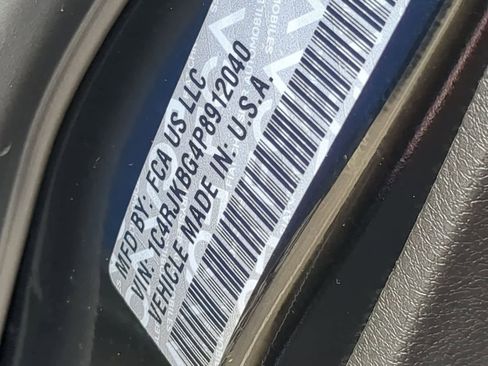 MFD BY: FCA US LLC
VIN: 1C4RJKBG4P8912040
VEHICLE MADE IN: U.S.A.